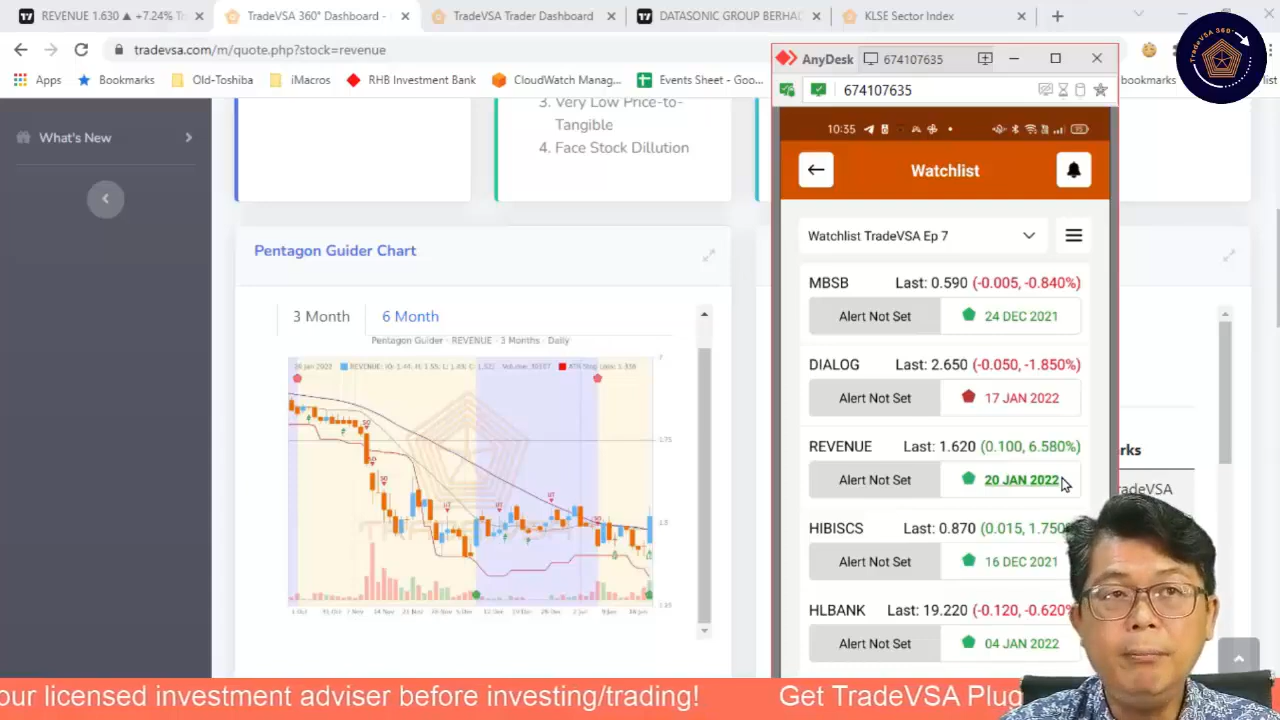 REVENUE 1.630 ▲ +7.24%
TradeVSA 360° Dashboard -
TradeVSA Trader Dashboard
DATASONIC GROUP BERHAD
KLSE Sector Index
tradevsa.com/m/quote.php?stock=revenue
Apps
Bookmarks
Old-Toshiba
iMacros
RHB Investment Bank
CloudWatch Manag...
Events Sheet - Goo...
bookmarks
list
TRADEVSA 360°
AnyDesk
674107635
674107635
What's New
3. Very Low Price-to-
Tangible
4. Face Stock Dillution
Pentagon Guider Chart
3 Month
6 Month
Pentagon Guider - REVENUE - 3 Months - Daily
10:35
Watchlist
Watchlist TradeVSA Ep 7
MBSB
Last: 0.590 (-0.005, -0.840%)
Alert Not Set
24 DEC 2021
DIALOG
Last: 2.650 (-0.050, -1.850%)
Alert Not Set
17 JAN 2022
REVENUE
Last: 1.620 (0.100, 6.580%)
Alert Not Set
20 JAN 2022
HIBISCS
Last: 0.870 (0.015, 1.750
Alert Not Set
16 DEC 2021
HLBANK
Last: 19.220 (-0.120, -0.620%)
Alert Not Set
04 JAN 2022
rks
radeVSA
our licensed investment adviser before investing/trading!
Get TradeVSA Plug